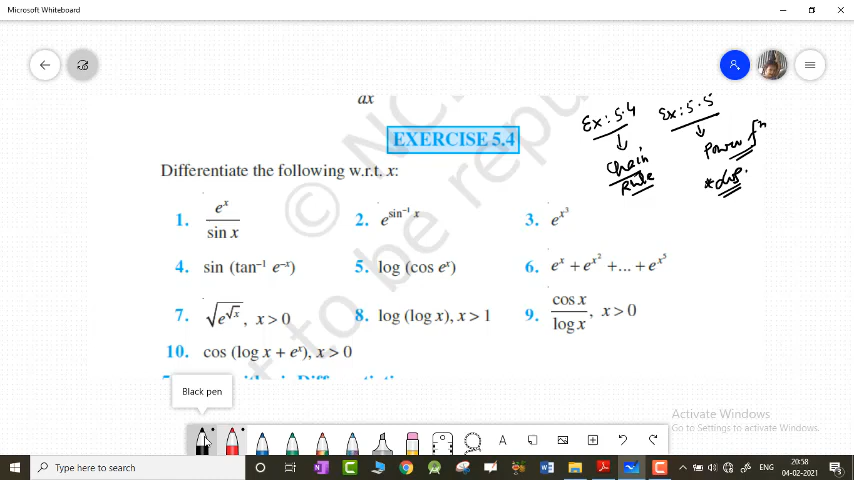 Microsoft Whiteboard
ax
Ex: 5.4 Ex: 5.5
EXERCISE 5.4
Chain
Rule
Power fⁿ
Differentiate the following w.r.t. x:
1. e^x / sin x
2. e^(sin⁻¹ x)
3. e^(x³)
4. sin (tan⁻¹ e⁻ˣ)
5. log (cos eˣ)
6. e^x + e^(x²) + ... + e^(x⁵)
7. √(e^(√x)), x > 0
8. log (log x), x > 1
9. cos x / log x, x > 0
10. cos (log x + eˣ), x > 0
Black pen
Activate Windows
Go to Settings to activate Windows.
Type here to search
ENG
20:58
04-02-2021